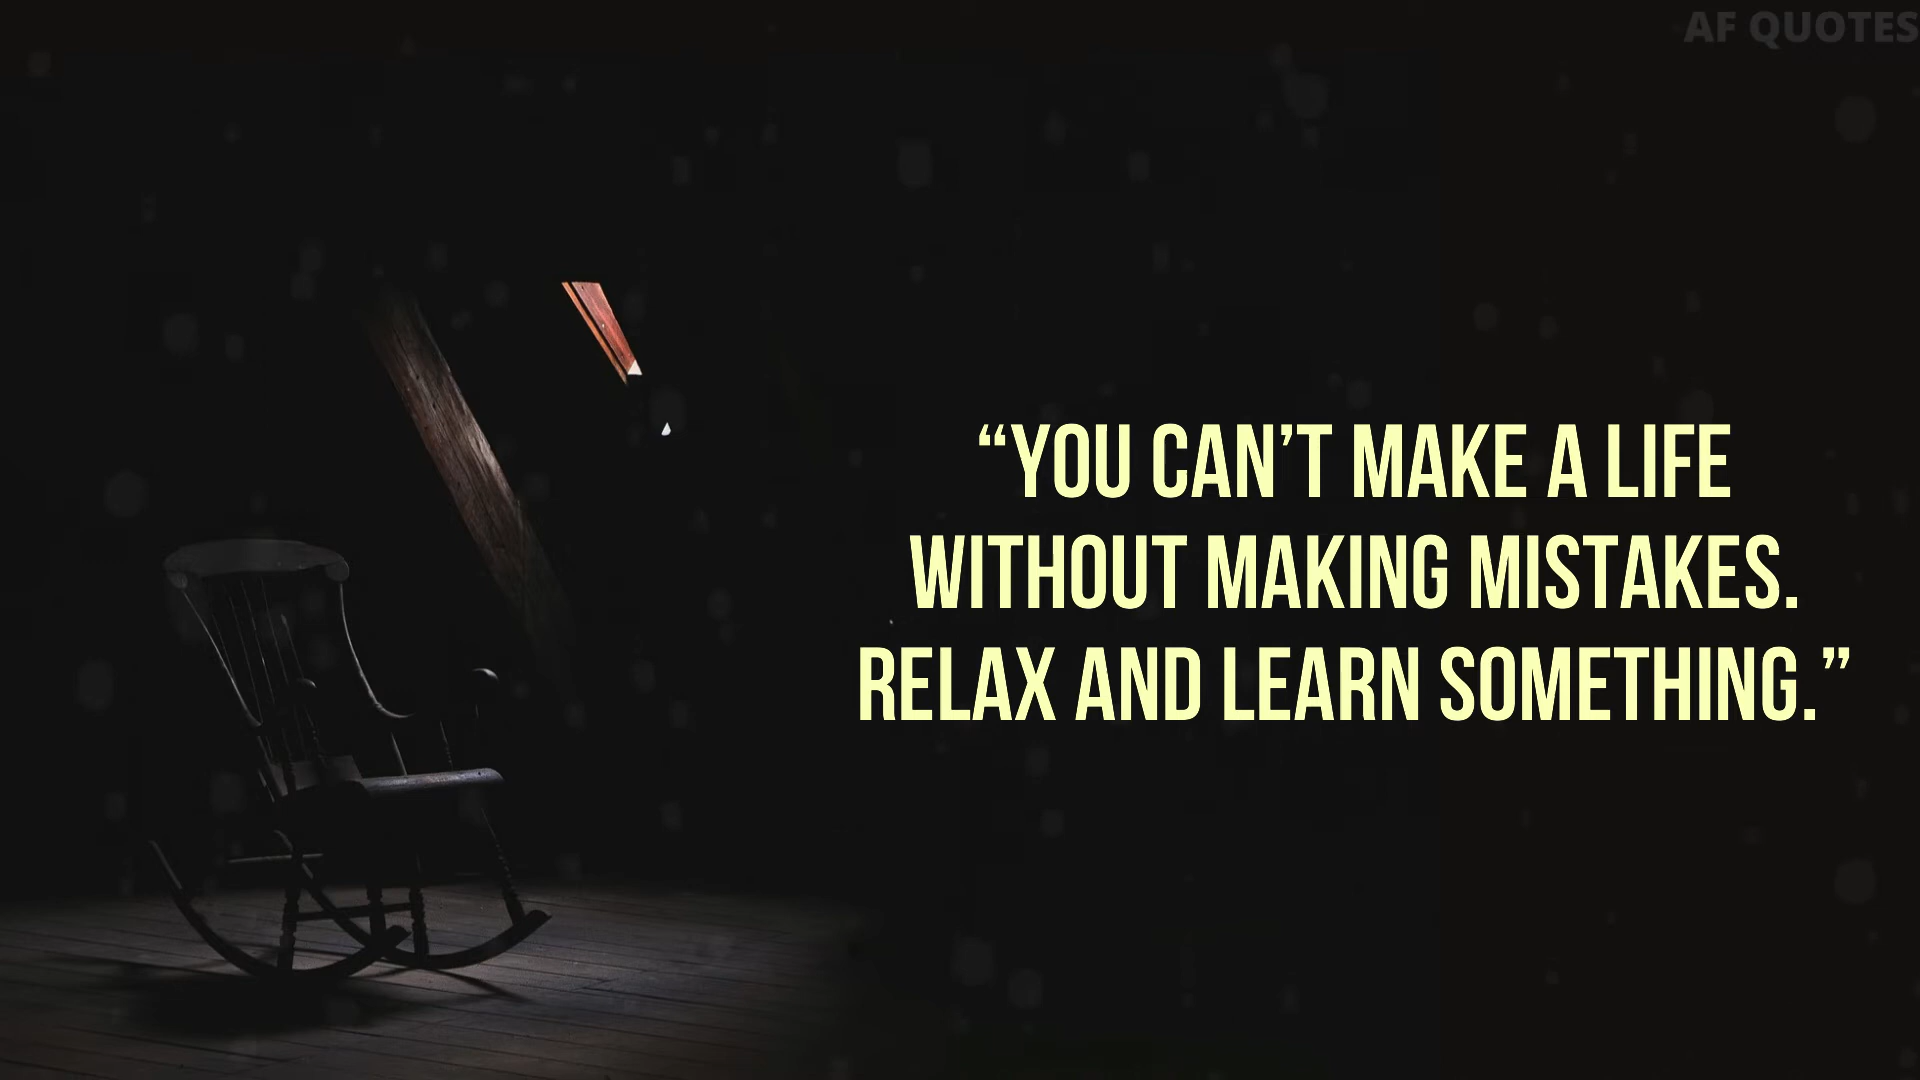 AF QUOTES
“YOU CAN’T MAKE A LIFE
WITHOUT MAKING MISTAKES.
RELAX AND LEARN SOMETHING.”